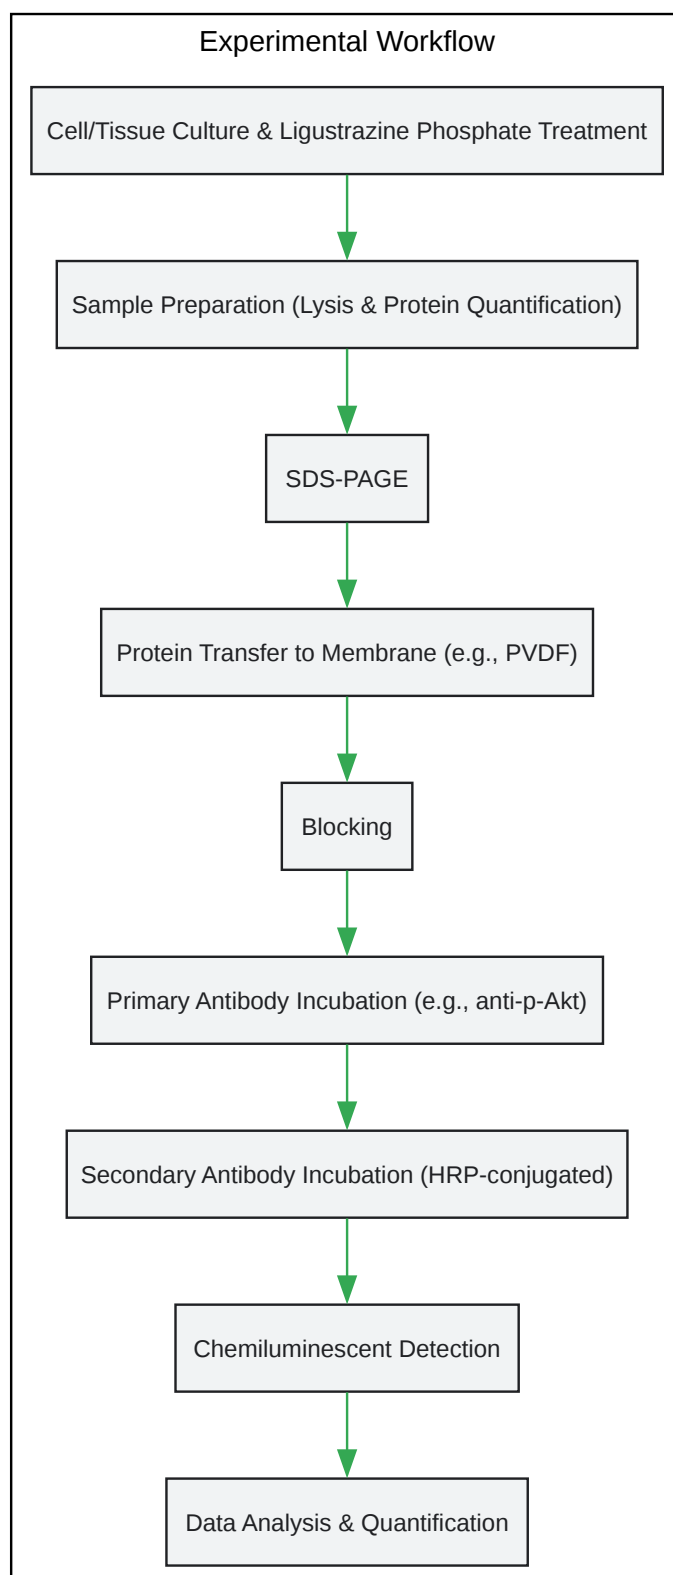 Experimental Workflow
Cell/Tissue Culture & Ligustrazine Phosphate Treatment
Sample Preparation (Lysis & Protein Quantification)
SDS-PAGE
Protein Transfer to Membrane (e.g., PVDF)
Blocking
Primary Antibody Incubation (e.g., anti-p-Akt)
Secondary Antibody Incubation (HRP-conjugated)
Chemiluminescent Detection
Data Analysis & Quantification